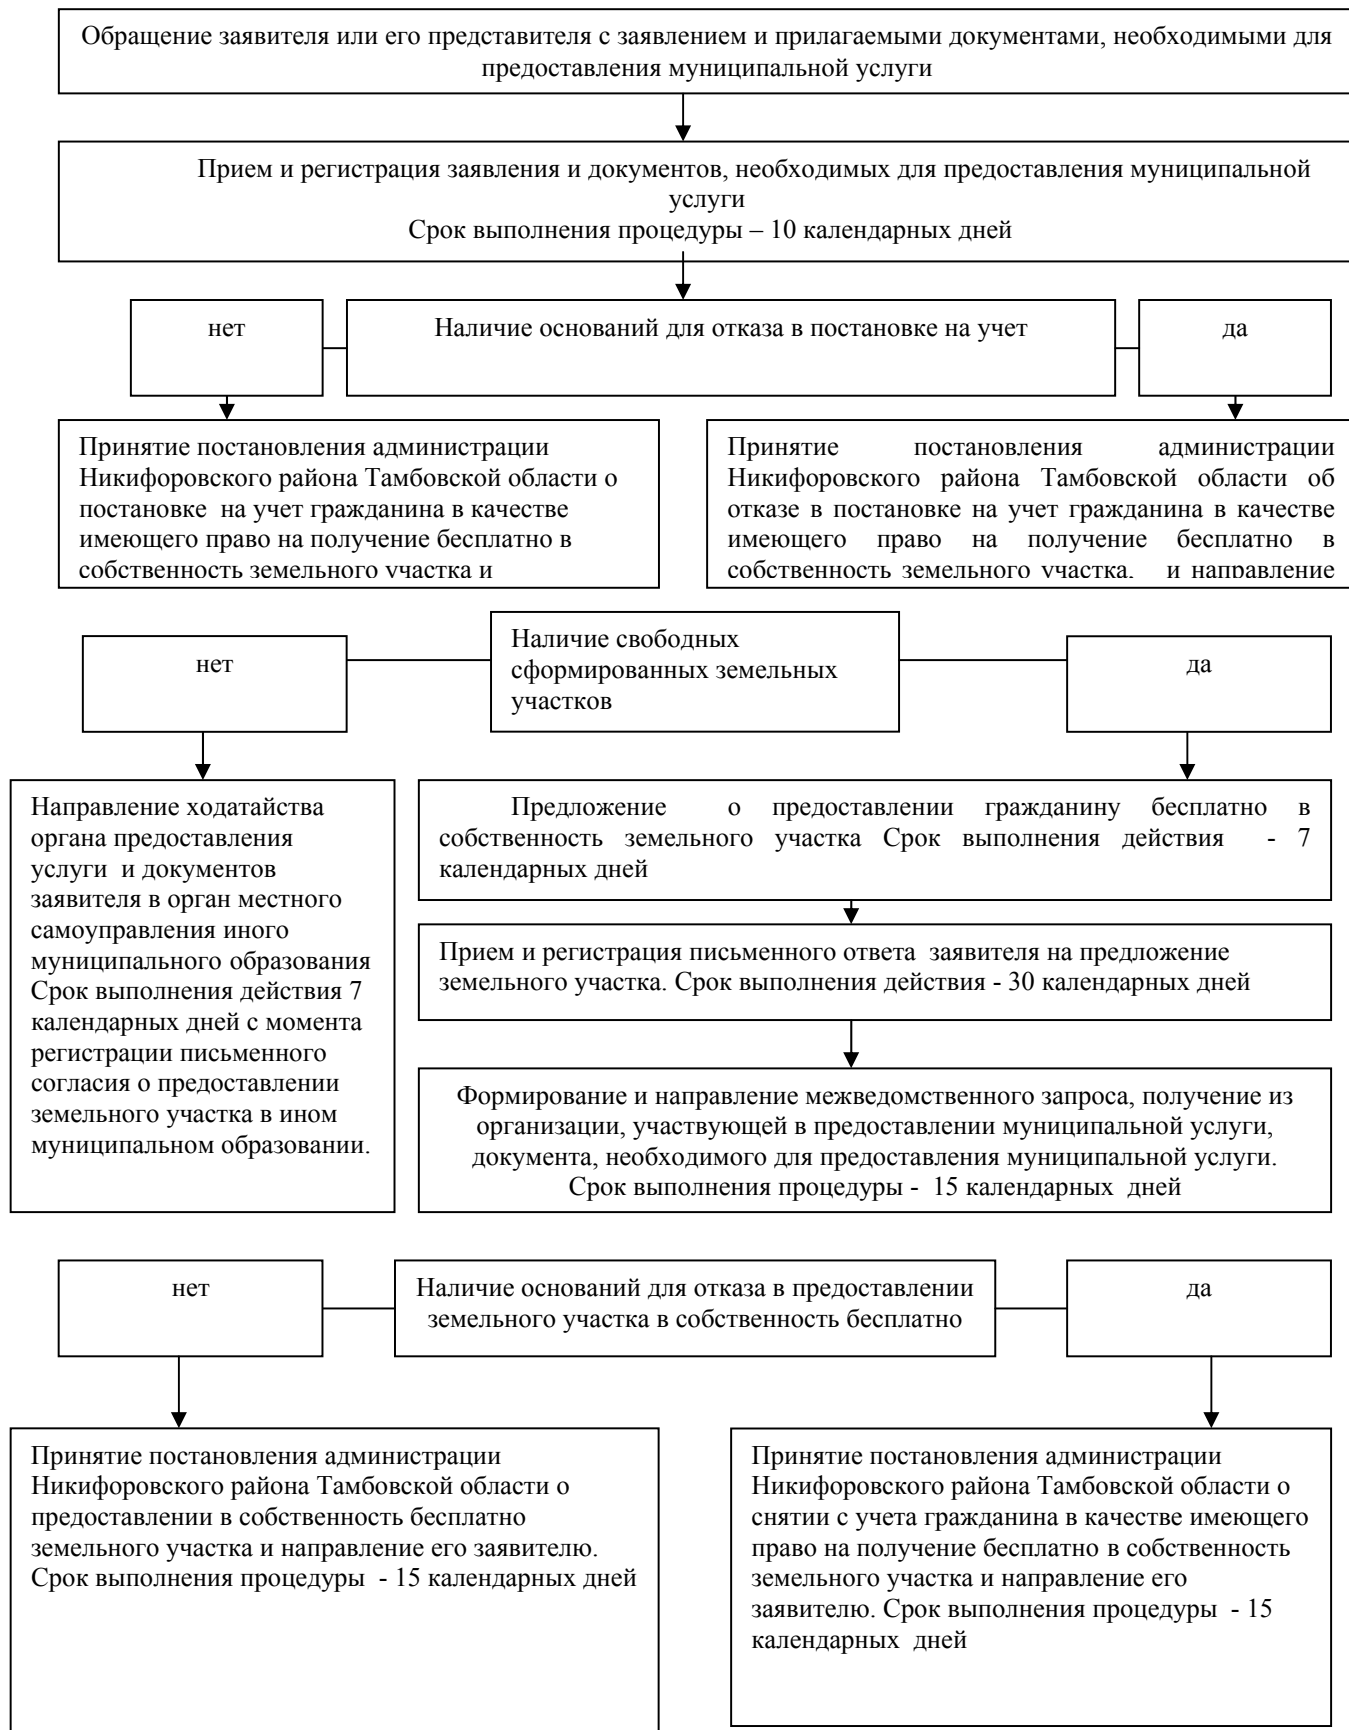 Обращение заявителя или его представителя с заявлением и прилагаемыми документами, необходимыми для
предоставления муниципальной услуги
Прием и регистрация заявления и документов, необходимых для предоставления муниципальной
услуги
Срок выполнения процедуры – 10 календарных дней
нет
Наличие оснований для отказа в постановке на учет
да
Принятие постановления администрации
Никифоровского района Тамбовской области о
постановке на учет гражданина в качестве
имеющего право на получение бесплатно в
собственность земельного участка и
Принятие постановления администрации
Никифоровского района Тамбовской области об
отказе в постановке на учет гражданина в качестве
имеющего право на получение бесплатно в
собственность земельного участка, и направление
нет
Наличие свободных
сформированных земельных
участков
да
Направление ходатайства
органа предоставления
услуги и документов
заявителя в орган местного
самоуправления иного
муниципального образования
Срок выполнения действия 7
календарных дней с момента
регистрации письменного
согласия о предоставлении
земельного участка в ином
муниципальном образовании.
Предложение о предоставлении гражданину бесплатно в
собственность земельного участка Срок выполнения действия - 7
календарных дней
Прием и регистрация письменного ответа заявителя на предложение
земельного участка. Срок выполнения действия - 30 календарных дней
Формирование и направление межведомственного запроса, получение из
организации, участвующей в предоставлении муниципальной услуги,
документа, необходимого для предоставления муниципальной услуги.
Срок выполнения процедуры - 15 календарных дней
нет
Наличие оснований для отказа в предоставлении
земельного участка в собственность бесплатно
да
Принятие постановления администрации
Никифоровского района Тамбовской области о
предоставлении в собственность бесплатно
земельного участка и направление его заявителю.
Срок выполнения процедуры - 15 календарных дней
Принятие постановления администрации
Никифоровского района Тамбовской области о
снятии с учета гражданина в качестве имеющего
право на получение бесплатно в собственность
земельного участка и направление его
заявителю. Срок выполнения процедуры - 15
календарных дней